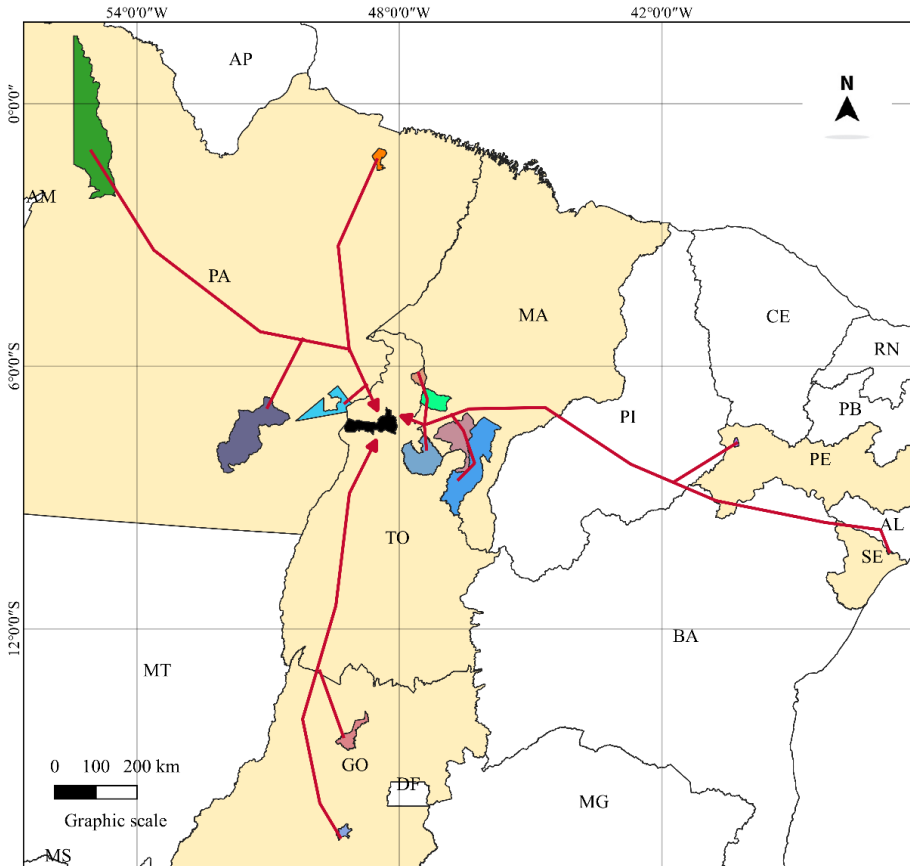 54°0'0"W 48°0'0"W 42°0'0"W
AP
N
0°0'0"
AM
PA
MA
CE
RN
6°0'0"S
PI
PB
PE
AL
TO
SE
12°0'0"S
BA
MT
0 100 200 km
GO
DF
MG
Graphic scale
MS